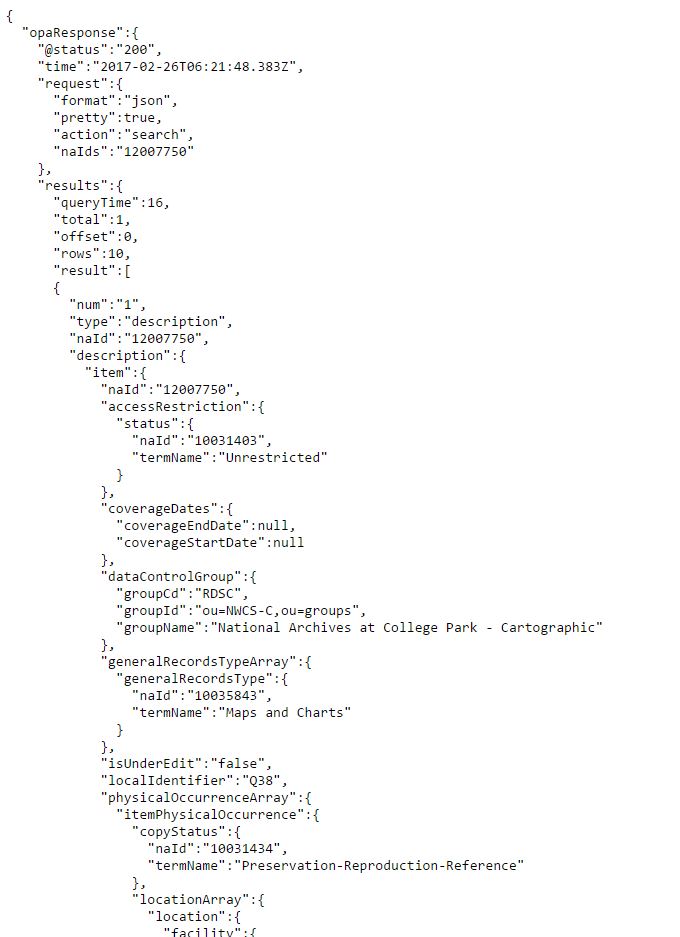 {
"opaResponse":{
"@status":"200",
"time":"2017-02-26T06:21:48.383Z",
"request":{
"format":"json",
"pretty":true,
"action":"search",
"naIds":"12007750"
},
"results":{
"queryTime":16,
"total":1,
"offset":0,
"rows":10,
"result":[
{
"num":"1",
"type":"description",
"naId":"12007750",
"description":{
"item":{
"naId":"12007750",
"accessRestriction":{
"status":{
"naId":"10031403",
"termName":"Unrestricted"
}
},
"coverageDates":{
"coverageEndDate":null,
"coverageStartDate":null
},
"dataControlGroup":{
"groupCd":"RDSC",
"groupId":"ou=NWCS-C,ou=groups",
"groupName":"National Archives at College Park - Cartographic"
},
"generalRecordsTypeArray":{
"generalRecordsType":{
"naId":"10035843",
"termName":"Maps and Charts"
}
},
"isUnderEdit":"false",
"localIdentifier":"Q38",
"physicalOccurrenceArray":{
"itemPhysicalOccurrence":{
"copyStatus":{
"naId":"10031434",
"termName":"Preservation-Reproduction-Reference"
},
"locationArray":{
"location":{
"facility":{